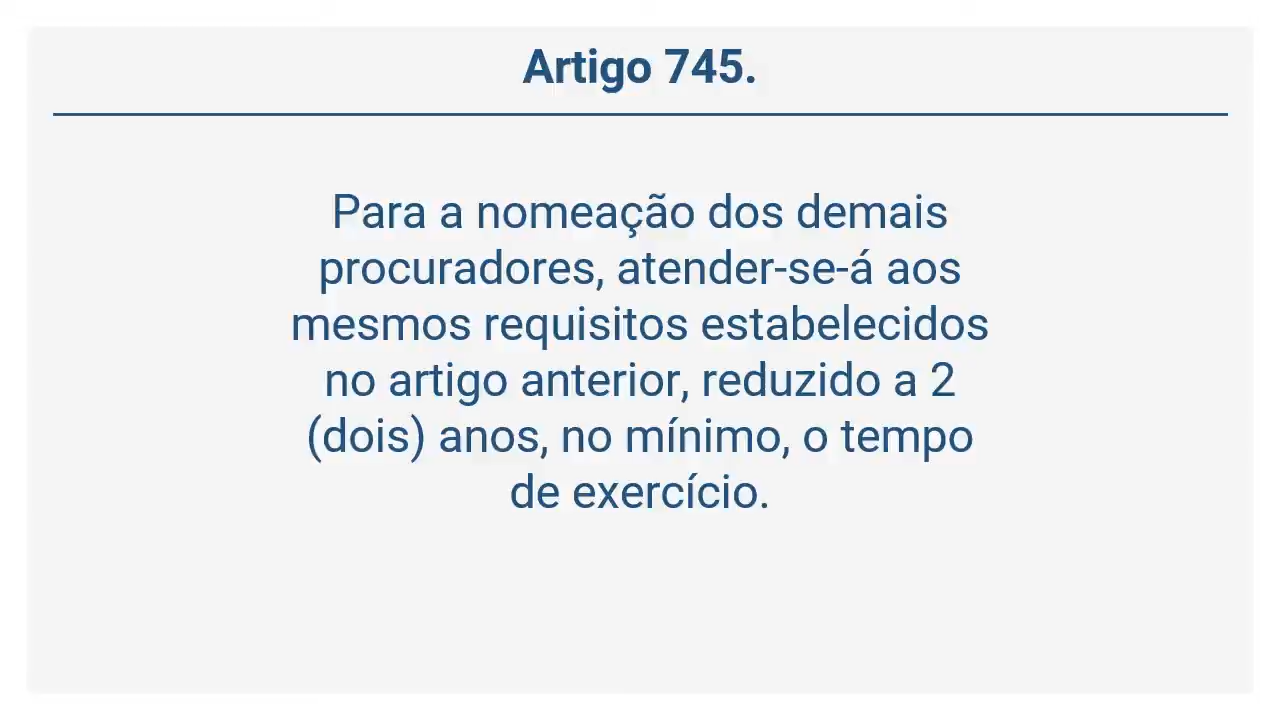 Artigo 745.
Para a nomeação dos demais
procuradores, atender-se-á aos
mesmos requisitos estabelecidos
no artigo anterior, reduzido a 2
(dois) anos, no mínimo, o tempo
de exercício.